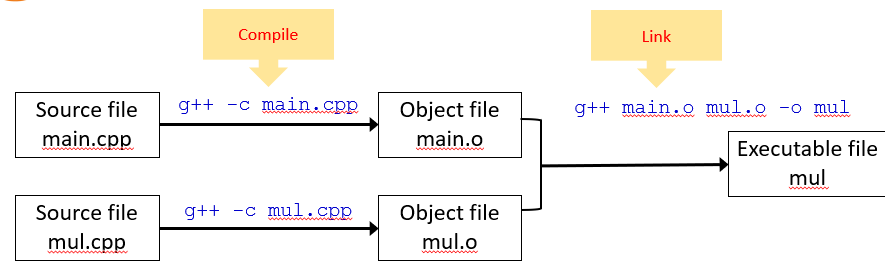 Compile
Link
Source file
main.cpp
g++ -c main.cpp
Object file
main.o
g++ main.o mul.o -o mul
Executable file
mul
Source file
mul.cpp
g++ -c mul.cpp
Object file
mul.o